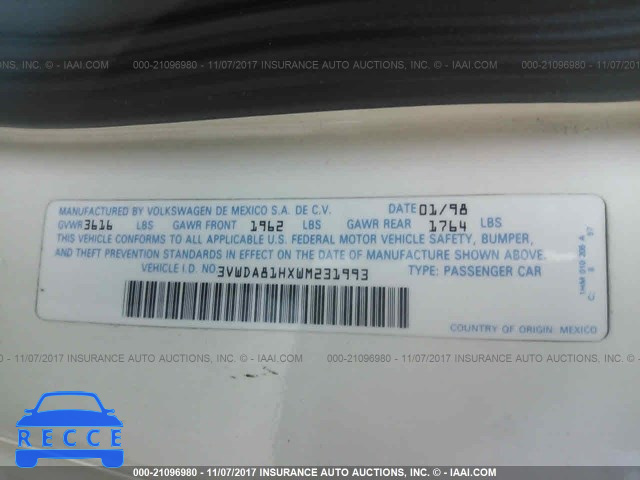 000-21096980 - 11/07/2017 INSURANCE AUTO AUCTIONS, INC. - IAAI.COM
MANUFACTURED BY VOLKSWAGEN DE MEXICO S.A. DE C.V. DATE 01/98
GVWR 3616 LBS GAWR FRONT 1962 LBS GAWR REAR 1764 LBS
THIS VEHICLE CONFORMS TO ALL APPLICABLE U.S. FEDERAL MOTOR VEHICLE SAFETY, BUMPER,
AND THEFT PREVENTION STANDARDS IN EFFECT ON THE DATE OF MANUFACTURE SHOWN ABOVE.
VEHICLE I.D. NO. 3VWDA81HXWM231993 TYPE: PASSENGER CAR
1HM 010 208 A
COUNTRY OF ORIGIN: MEXICO
000-21096980 - 11/07/2017 INSURANCE AUTO AUCTIONS, INC. - IAAI.COM
RECCE
000-21096980 - 11/07/2017 INSURANCE AUTO AUCTIONS, INC. - IAAI.COM